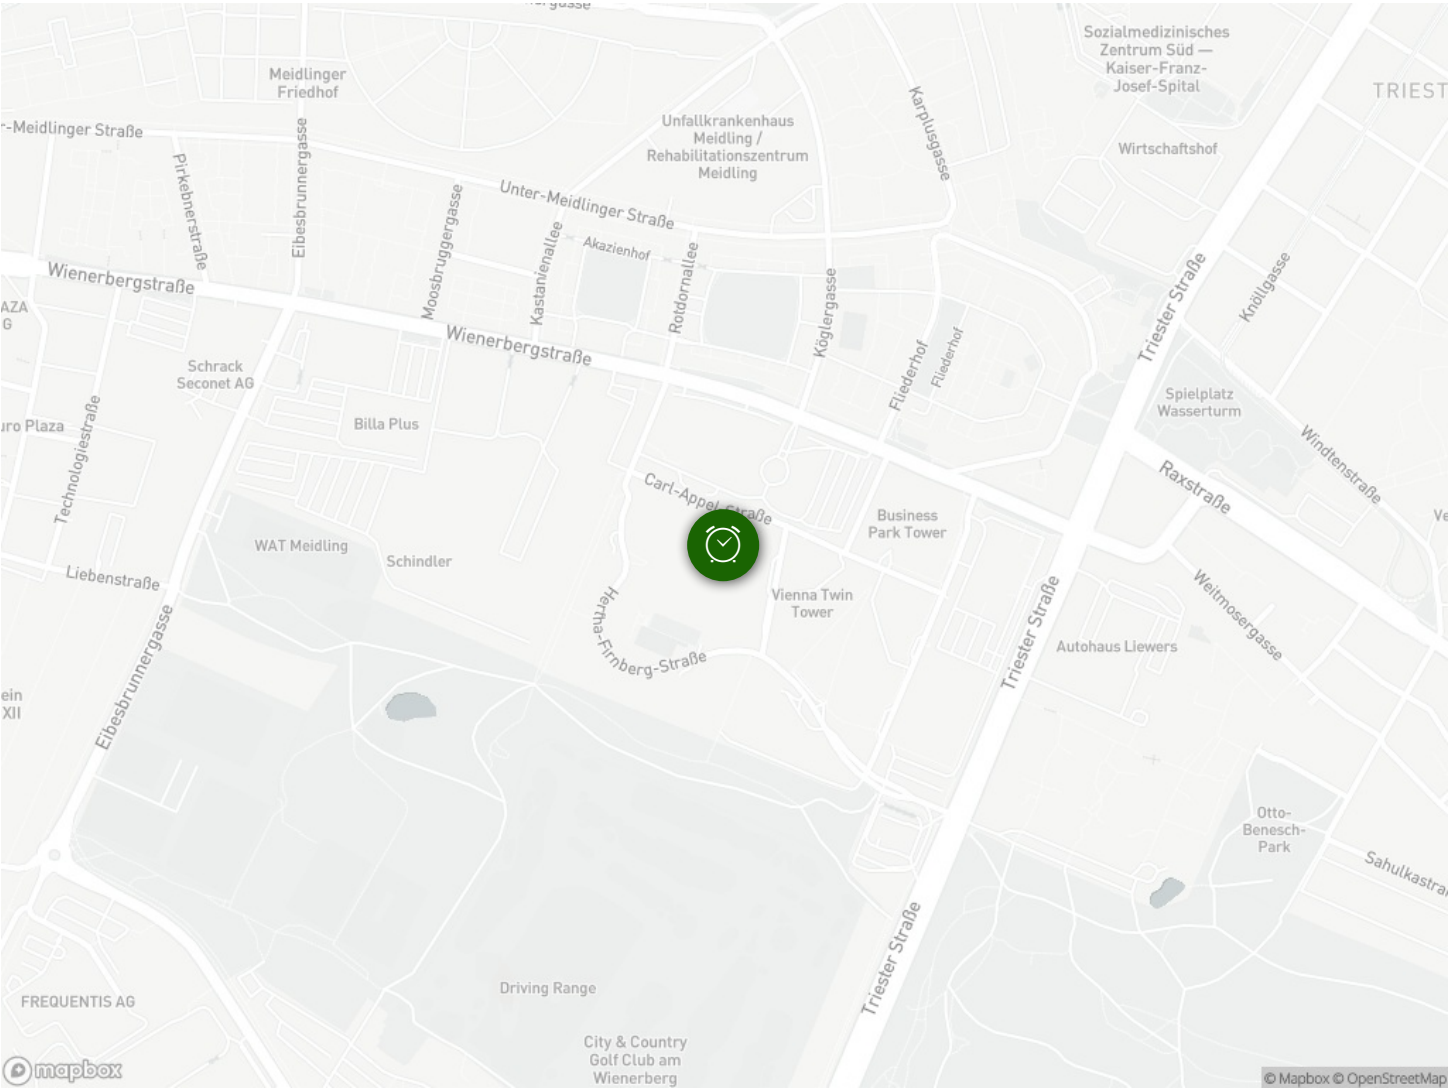 Sozialmedizinisches
Zentrum Süd —
Kaiser-Franz-
Josef-Spital
TRIEST
Meidlinger
Friedhof
Karplusgasse
Unfallkrankenhaus
Meidling /
Rehabilitationszentrum
Meidling
r-Meidlinger Straße
Wirtschaftshof
Pirkebnerstraße
Eibesbrunnergasse
Moosbruggergasse
Unter-Meidlinger Straße
Kastanienallee
Akazienhof
Rotdornallee
Köglergasse
Triester Straße
Knöllgasse
Wienerbergstraße
AZA
G
Wienerbergstraße
Fliederhof
Fliederhof
Schrack
Seconet AG
Spielplatz
Wasserturm
uro Plaza
Technologiestraße
Billa Plus
Windtenstraße
Raxstraße
Carl-Appel-Straße
Business
Park Tower
Ve
WAT Meidling
Schindler
Liebenstraße
Vienna Twin
Tower
Weitmosergasse
Hertha-Firnberg-Straße
Triester Straße
Autohaus Liewers
Eibesbrunnergasse
ein
XII
Otto-
Benesch-
Park
Sahulkastraß
Triester Straße
Driving Range
FREQUENTIS AG
City & Country
Golf Club am
Wienerberg
mapbox
© Mapbox © OpenStreetMap